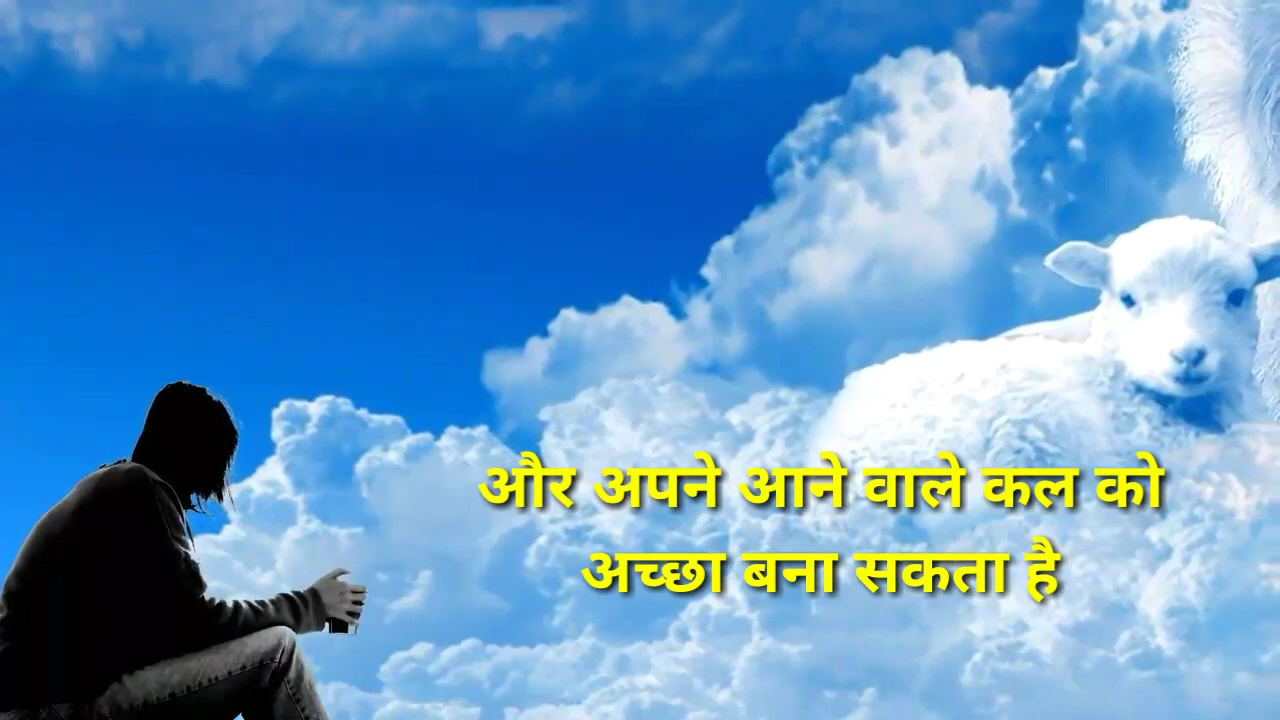 और अपने आने वाले कल को
अच्छा बना सकता है